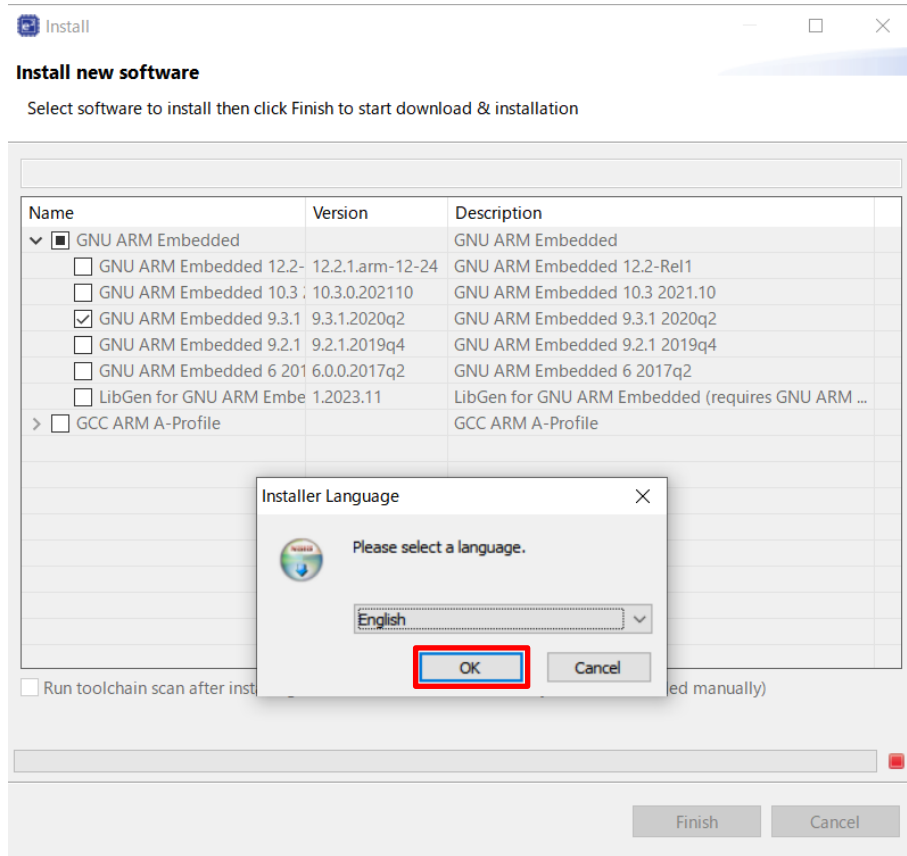 Install
Install new software
Select software to install then click Finish to start download & installation
Name Version Description
GNU ARM Embedded GNU ARM Embedded
GNU ARM Embedded 12.2- 12.2.1.arm-12-24 GNU ARM Embedded 12.2-Rel1
GNU ARM Embedded 10.3 10.3.0.202110 GNU ARM Embedded 10.3 2021.10
GNU ARM Embedded 9.3.1 9.3.1.2020q2 GNU ARM Embedded 9.3.1 2020q2
GNU ARM Embedded 9.2.1 9.2.1.2019q4 GNU ARM Embedded 9.2.1 2019q4
GNU ARM Embedded 6 201 6.0.0.2017q2 GNU ARM Embedded 6 2017q2
LibGen for GNU ARM Embe 1.2023.11 LibGen for GNU ARM Embedded (requires GNU ARM ...
GCC ARM A-Profile GCC ARM A-Profile
Installer Language
Please select a language.
English
OK Cancel
Run toolchain scan after inst ed manually)
Finish Cancel